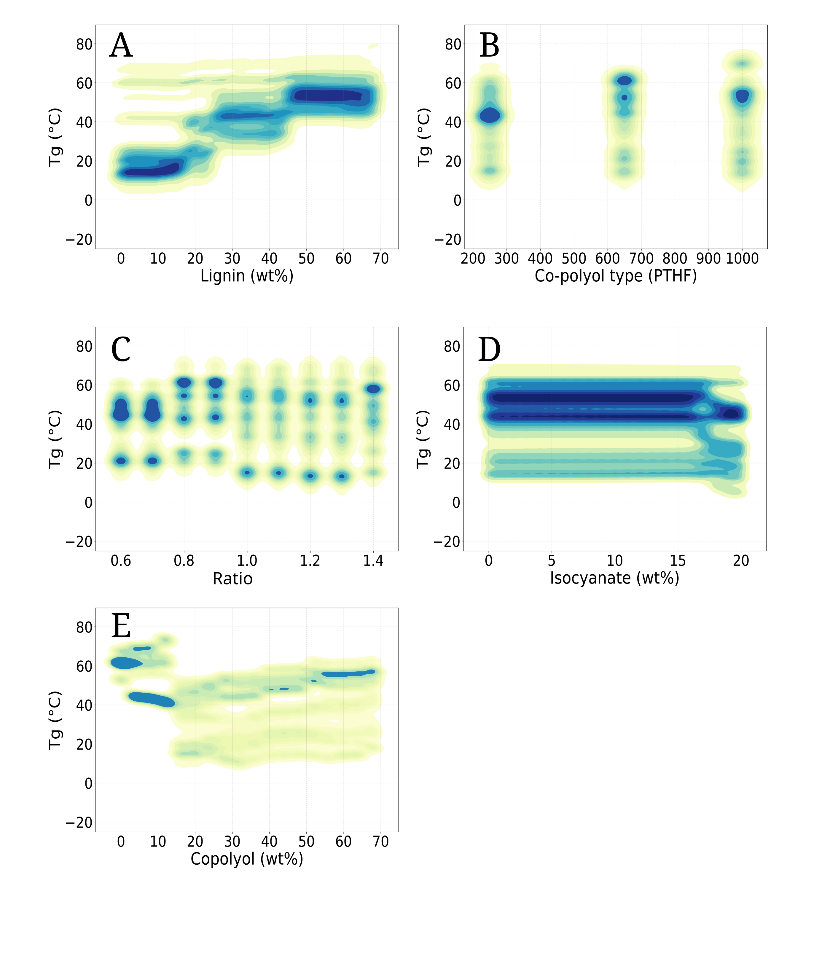 A
80
60
40
20
0
−20
Tg (°C)
0 10 20 30 40 50 60 70
Lignin (wt%)
B
80
60
40
20
0
−20
Tg (°C)
200 300 400 500 600 700 800 900 1000
Co-polyol type (PTHF)
C
80
60
40
20
0
−20
Tg (°C)
0.6 0.8 1.0 1.2 1.4
Ratio
D
80
60
40
20
0
−20
Tg (°C)
0 5 10 15 20
Isocyanate (wt%)
E
80
60
40
20
0
−20
Tg (°C)
0 10 20 30 40 50 60 70
Copolyol (wt%)